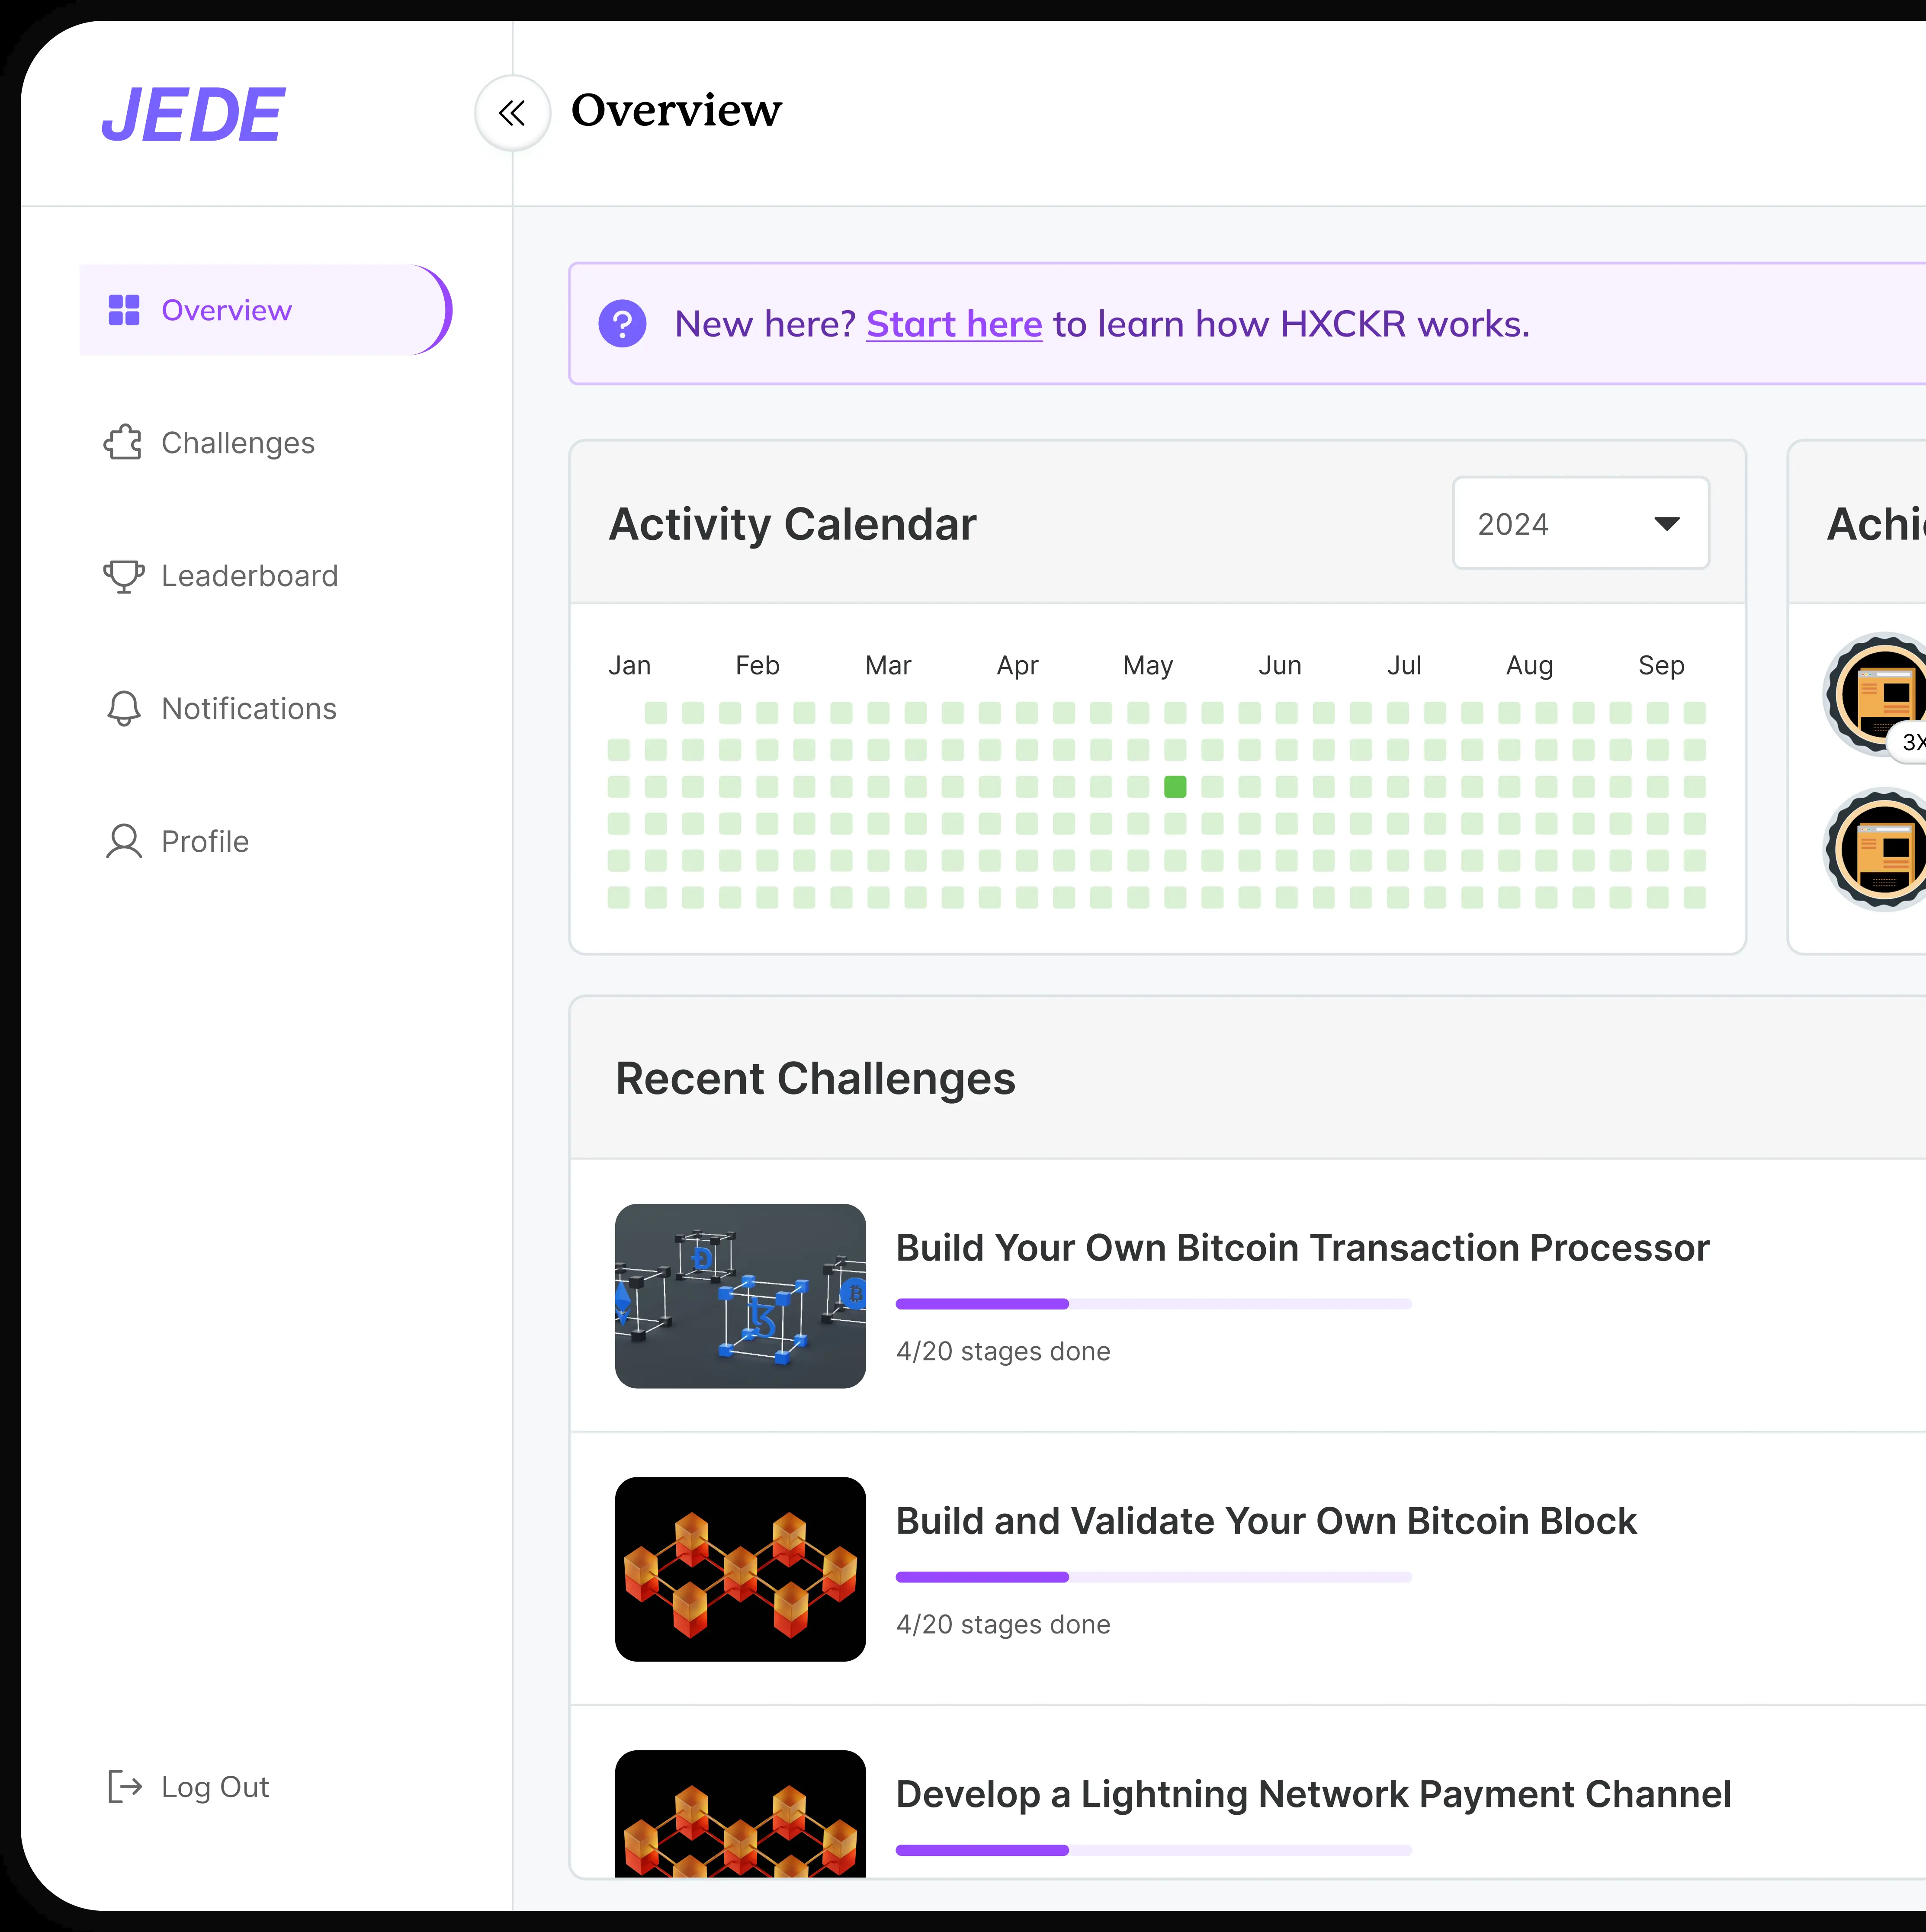 JEDE
Overview
Overview
Challenges
Leaderboard
Notifications
Profile
Log Out
New here? Start here to learn how HXCKR works.
Activity Calendar
2024
Jan Feb Mar Apr May Jun Jul Aug Sep
Achi
3X
Recent Challenges
Build Your Own Bitcoin Transaction Processor
4/20 stages done
Build and Validate Your Own Bitcoin Block
4/20 stages done
Develop a Lightning Network Payment Channel